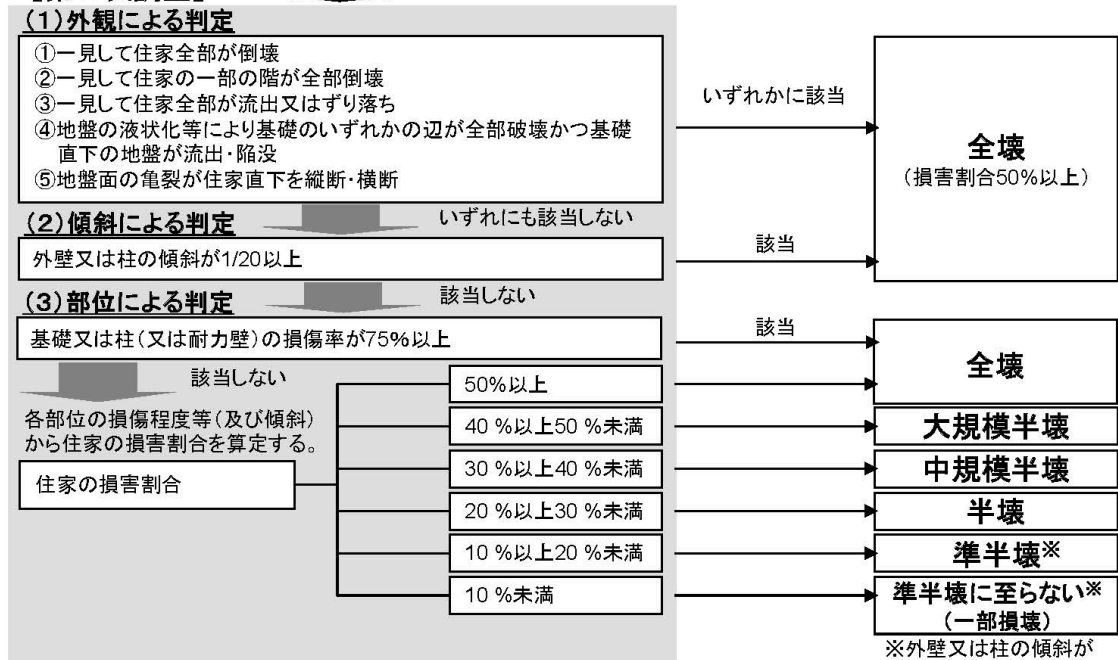 (1)外観による判定
①一見して住家全部が倒壊
②一見して住家の一部の階が全部倒壊
③一見して住家全部が流出又はずり落ち
④地盤の液状化等により基礎のいずれかの辺が全部破壊かつ基礎
直下の地盤が流出・陥没
⑤地盤面の亀裂が住家直下を縦断・横断
いずれかに該当
全壊
(損害割合50%以上)
(2)傾斜による判定
いずれにも該当しない
外壁又は柱の傾斜が1/20以上
該当
(3)部位による判定
該当しない
基礎又は柱(又は耐力壁)の損傷率が75%以上
該当
全壊
該当しない
各部位の損傷程度等(及び傾斜)
から住家の損害割合を算定する。
住家の損害割合
50%以上
40 %以上50 %未満
大規模半壊
30 %以上40 %未満
中規模半壊
20 %以上30 %未満
半壊
10 %以上20 %未満
準半壊※
10 %未満
準半壊に至らない※
(一部損壊)
※外壁又は柱の傾斜が